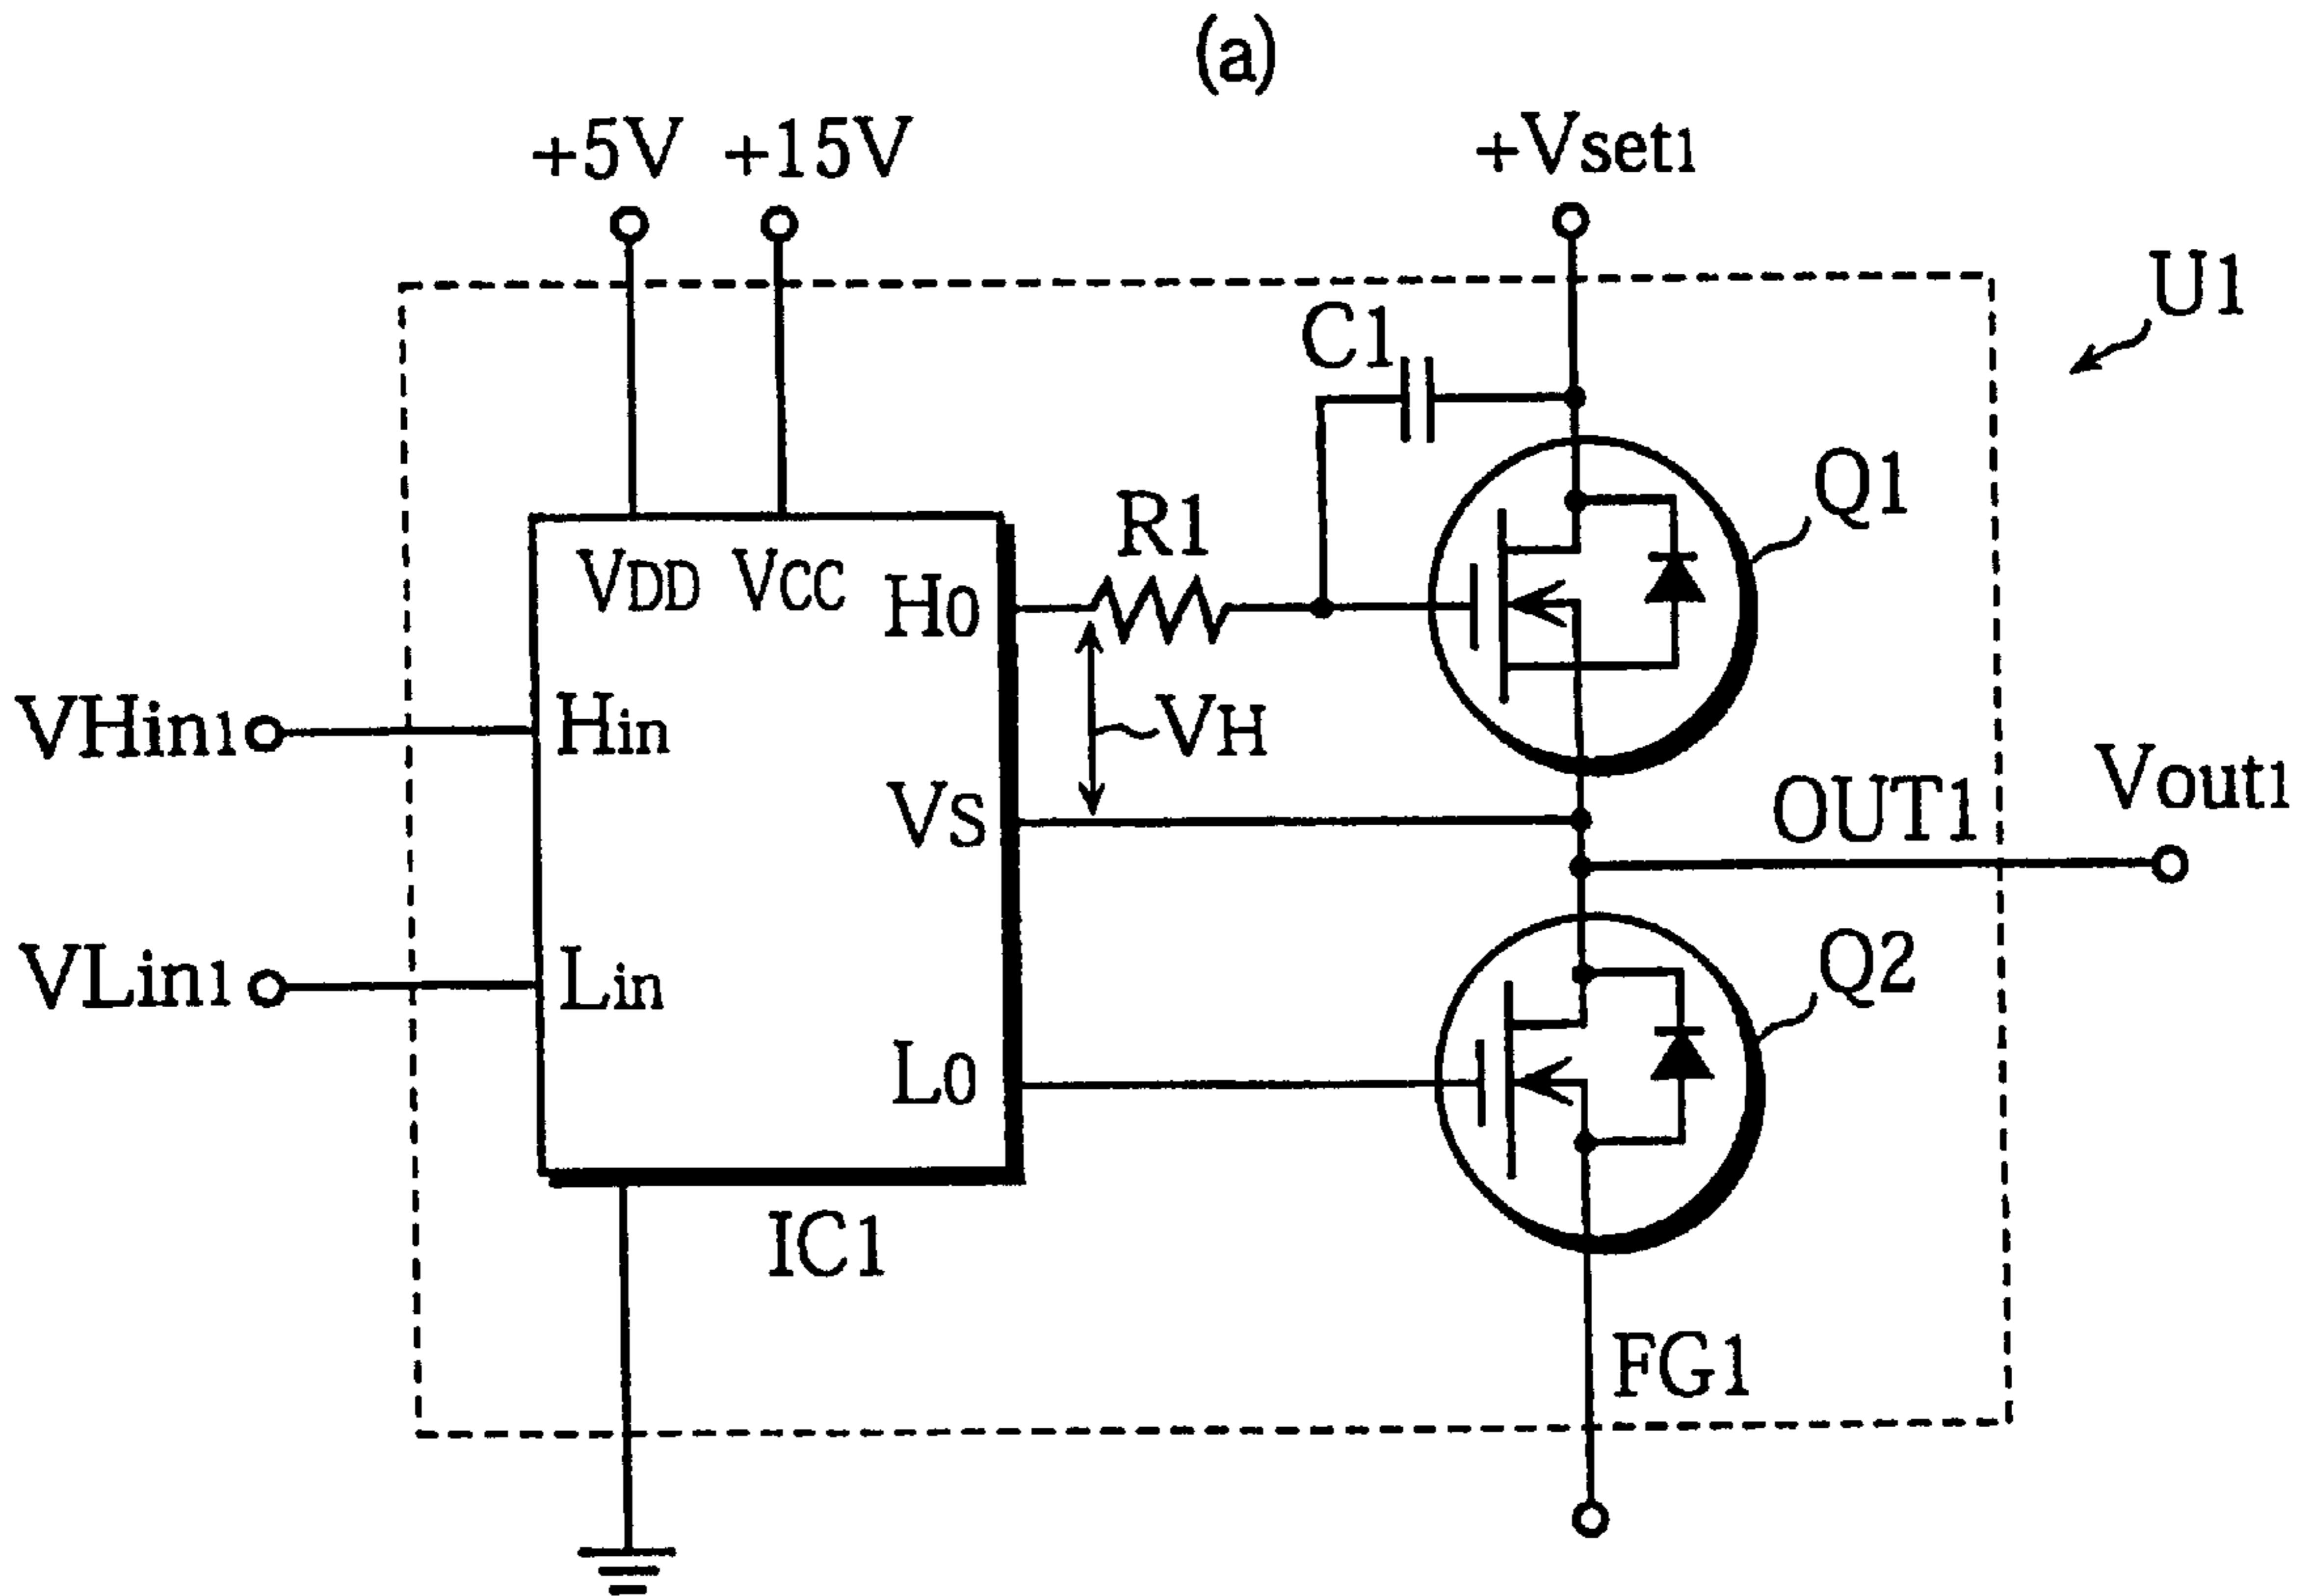 (a)
+5V +15V +Vset1
U1
C1
Q1
R1
VDD VCC H0
VHin1 Hin
VH
VS
OUT1 Vout1
VLin1 Lin
Q2
L0
IC1
FG1